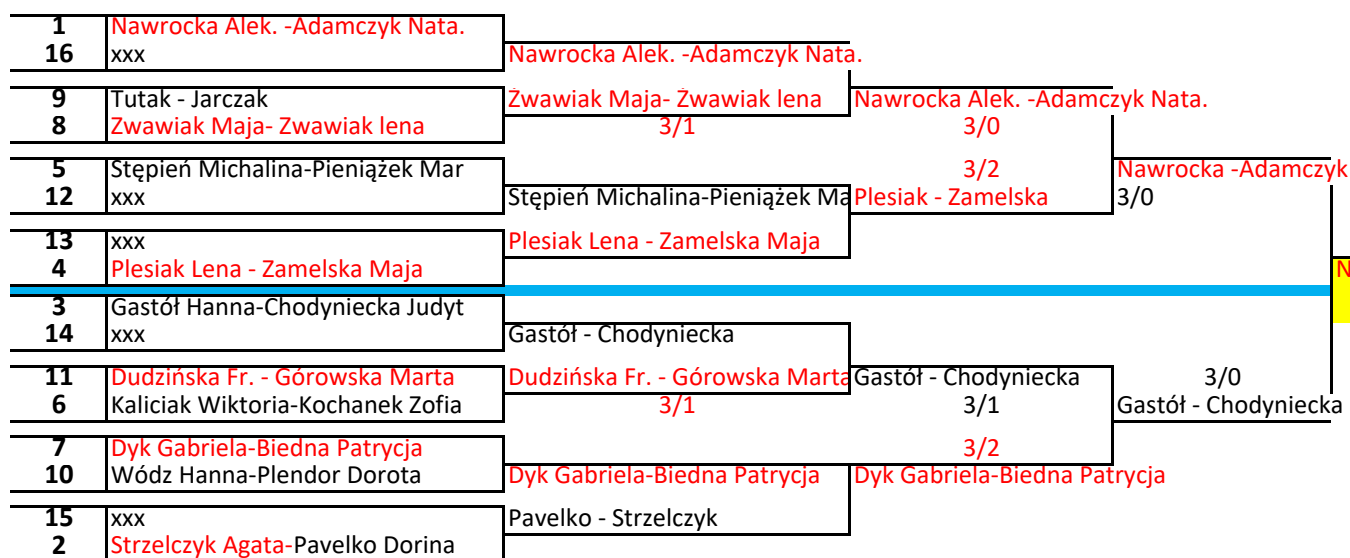 1 Nawrocka Alek. -Adamczyk Nata.
16 xxx Nawrocka Alek. -Adamczyk Nata.
9 Tutak - Jarczak Żwawiak Maja- Żwawiak lena Nawrocka Alek. -Adamczyk Nata.
8 Zwawiak Maja- Zwawiak lena 3/1 3/0
5 Stępień Michalina-Pieniążek Mar 3/2 Nawrocka -Adamczyk
12 xxx Stępień Michalina-Pieniążek Ma Plesiak - Zamelska 3/0
13 xxx Plesiak Lena - Zamelska Maja
4 Plesiak Lena - Zamelska Maja N
3 Gastół Hanna-Chodyniecka Judyt
14 xxx Gastół - Chodyniecka
11 Dudzińska Fr. - Górowska Marta Dudzińska Fr. - Górowska Marta Gastół - Chodyniecka 3/0
6 Kaliciak Wiktoria-Kochanek Zofia 3/1 3/1 Gastół - Chodyniecka
7 Dyk Gabriela-Biedna Patrycja 3/2
10 Wódz Hanna-Plendor Dorota Dyk Gabriela-Biedna Patrycja Dyk Gabriela-Biedna Patrycja
15 xxx Pavelko - Strzelczyk
2 Strzelczyk Agata-Pavelko Dorina